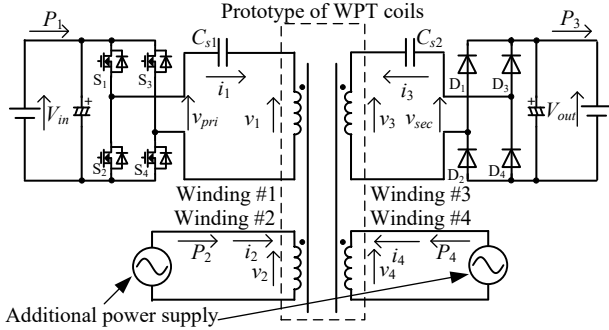 Prototype of WPT coils
P1
Cs1
Cs2
P3
S1
S3
i1
i3
D1
D3
Vin
vpri
v1
v3
vsec
Vout
S2
S4
D2
D4
Winding #1
Winding #3
Winding #2
Winding #4
P2
i2
i4
P4
v2
v4
Additional power supply